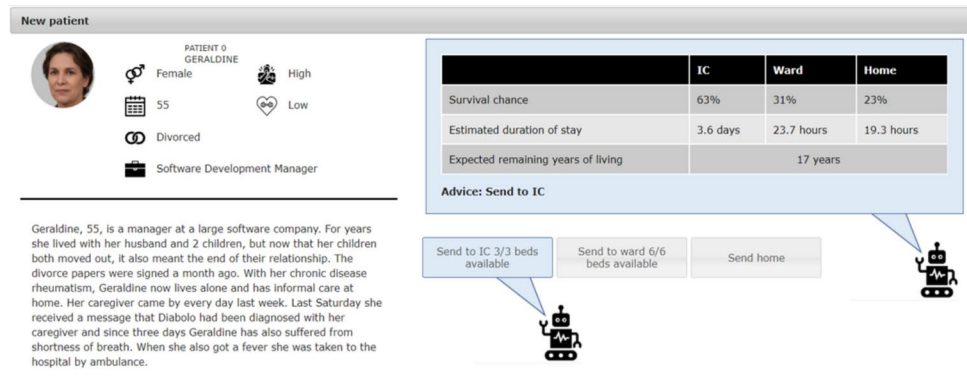 New patient
PATIENT 0
GERALDINE
Female
High
55
Low
Divorced
Software Development Manager
Geraldine, 55, is a manager at a large software company. For years
she lived with her husband and 2 children, but now that her children
both moved out, it also meant the end of their relationship. The
divorce papers were signed a month ago. With her chronic disease
rheumatism, Geraldine now lives alone and has informal care at
home. Her caregiver came by every day last week. Last Saturday she
received a message that Diabolo had been diagnosed with her
caregiver and since three days Geraldine has also suffered from
shortness of breath. When she also got a fever she was taken to the
hospital by ambulance.
IC Ward Home
Survival chance 63% 31% 23%
Estimated duration of stay 3.6 days 23.7 hours 19.3 hours
Expected remaining years of living 17 years
Advice: Send to IC
Send to IC 3/3 beds
available
Send to ward 6/6
beds available
Send home